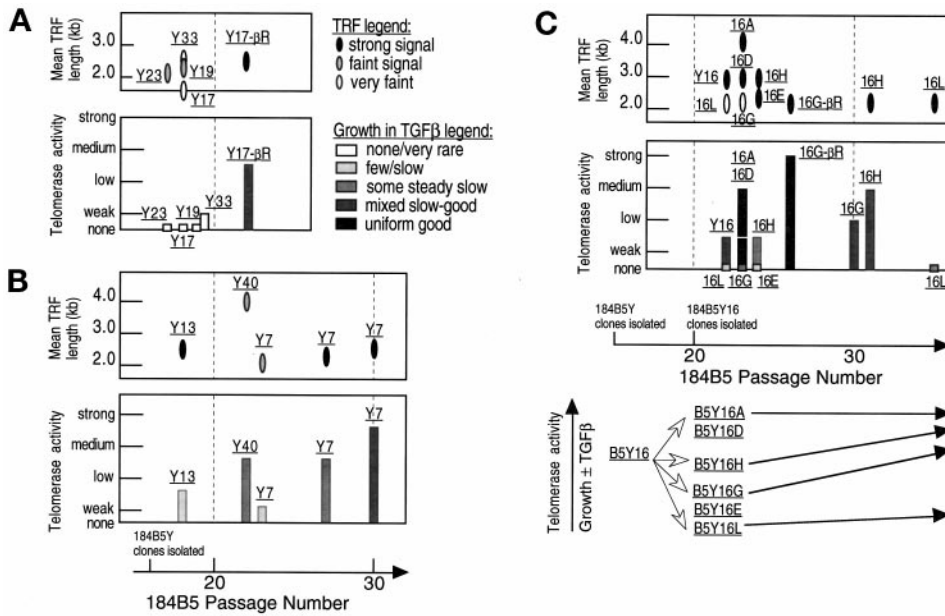 A
Mean TRF
length (kb)
3.0
2.0
Y33
Y17-βR
Y23
Y19
Y17
TRF legend:
strong signal
faint signal
very faint
Telomerase activity
strong
medium
low
weak
none
Y17-βR
Y23
Y19
Y33
Y17
Growth in TGFβ legend:
none/very rare
few/slow
some steady slow
mixed slow-good
uniform good
B
Mean TRF
length (kb)
4.0
3.0
2.0
Y40
Y13
Y7
Y7
Y7
Telomerase activity
strong
medium
low
weak
none
Y13
Y40
Y7
Y7
Y7
184B5Y
clones isolated
20
30
184B5 Passage Number
C
Mean TRF
length (kb)
4.0
3.0
2.0
16A
16D
Y16
16H
16L
16E
16G
16G-βR
16H
16L
Telomerase activity
strong
medium
low
weak
none
16A
16D
16G-βR
Y16
16H
16G
16H
16L
16G
16E
16L
184B5Y
clones isolated
184B5Y16
clones isolated
20
30
184B5 Passage Number
Telomerase activity
Growth ± TGFβ
B5Y16
B5Y16A
B5Y16D
B5Y16H
B5Y16G
B5Y16E
B5Y16L